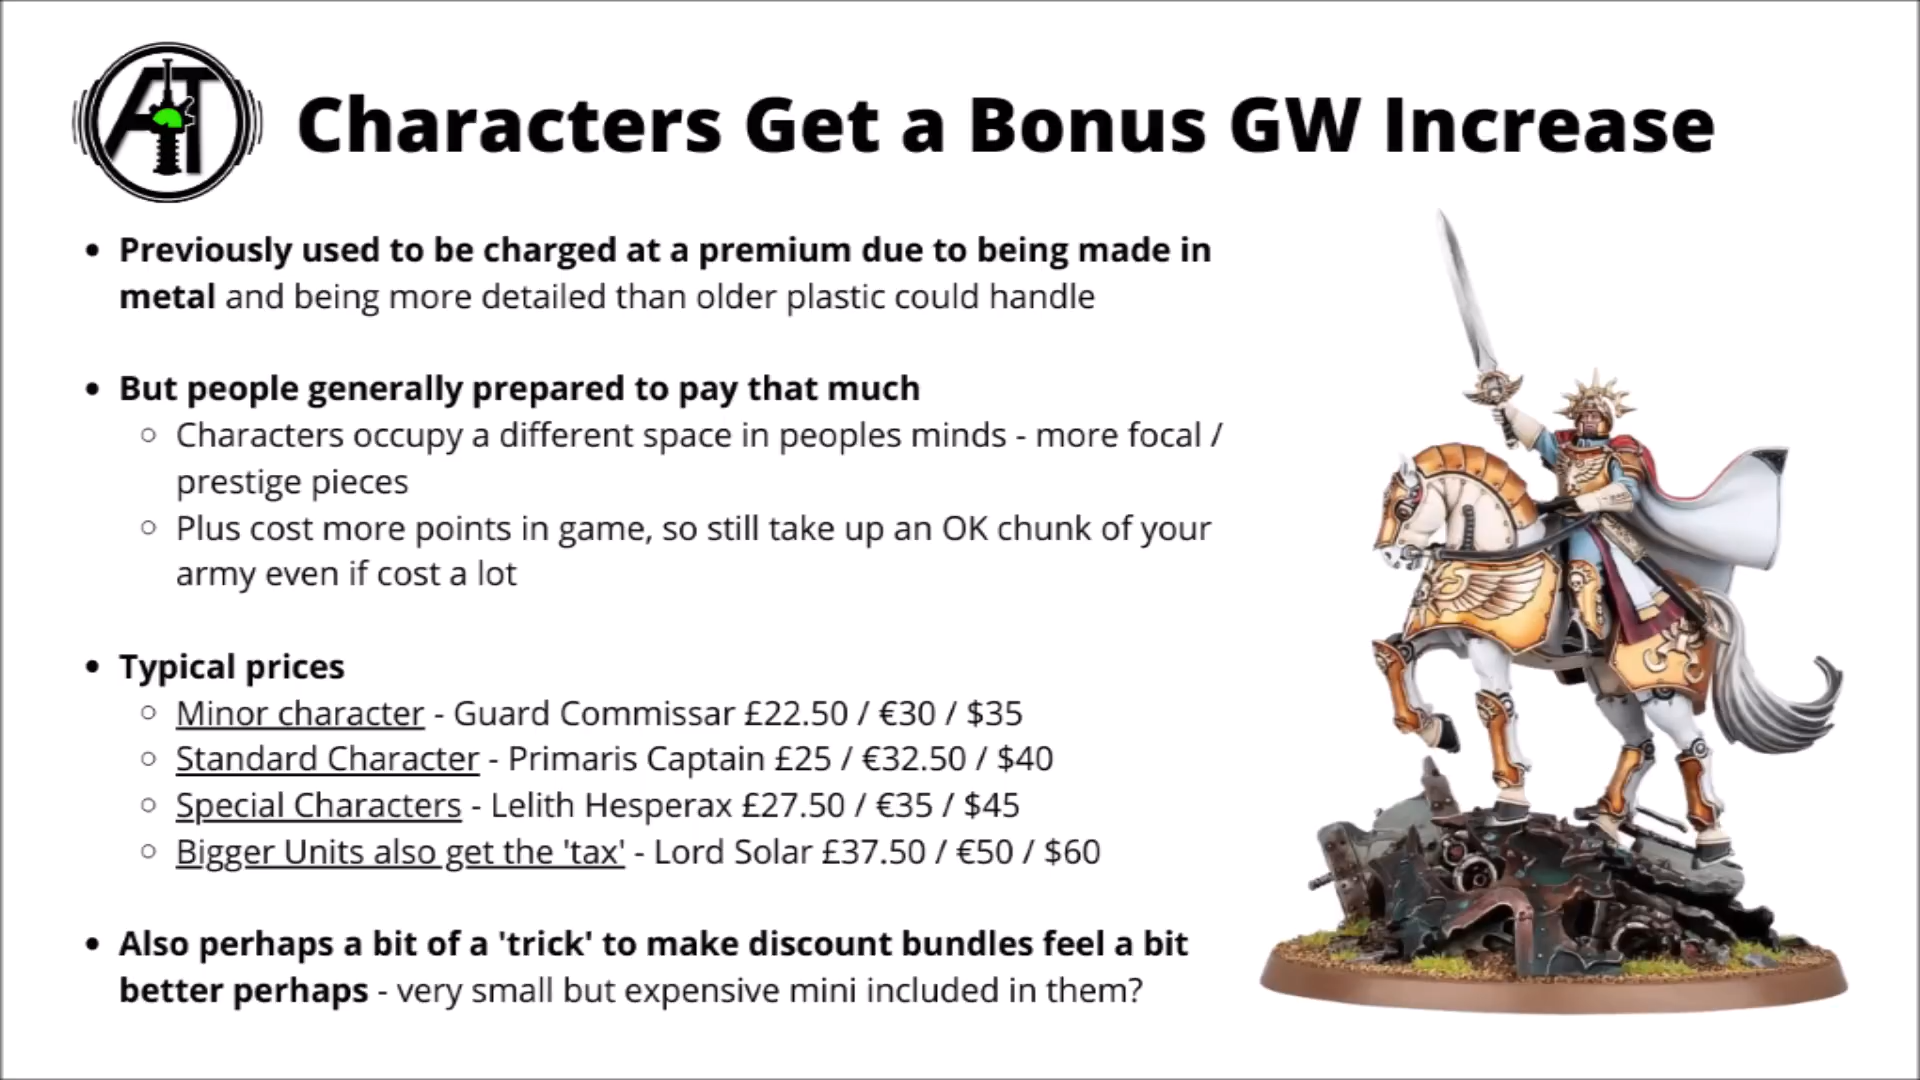 AT
Characters Get a Bonus GW Increase
• Previously used to be charged at a premium due to being made in
metal and being more detailed than older plastic could handle
• But people generally prepared to pay that much
○ Characters occupy a different space in peoples minds - more focal /
prestige pieces
○ Plus cost more points in game, so still take up an OK chunk of your
army even if cost a lot
• Typical prices
○ Minor character - Guard Commissar £22.50 / €30 / $35
○ Standard Character - Primaris Captain £25 / €32.50 / $40
○ Special Characters - Lelith Hesperax £27.50 / €35 / $45
○ Bigger Units also get the 'tax' - Lord Solar £37.50 / €50 / $60
• Also perhaps a bit of a 'trick' to make discount bundles feel a bit
better perhaps - very small but expensive mini included in them?